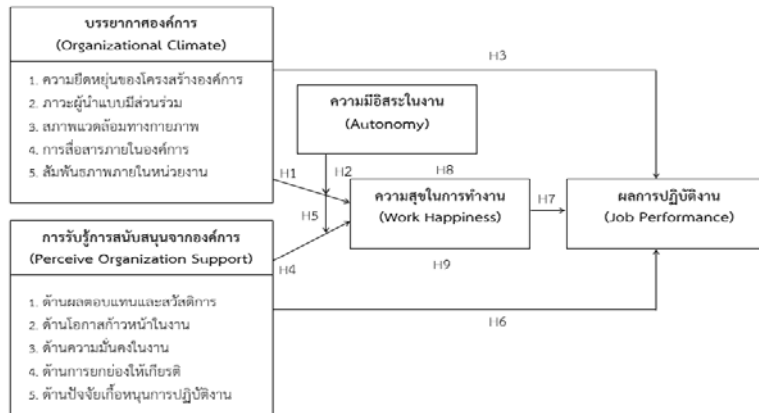 บรรยากาศองค์การ
(Organizational Climate)
1. ความยืดหยุ่นของโครงสร้างองค์การ
2. ภาวะผู้นำแบบมีส่วนร่วม
3. สภาพแวดล้อมทางกายภาพ
4. การสื่อสารภายในองค์การ
5. สัมพันธภาพภายในหน่วยงาน
H3
ความมีอิสระในงาน
(Autonomy)
H1
H2
H8
ความสุขในการทำงาน
(Work Happiness)
H7
ผลการปฏิบัติงาน
(Job Performance)
H5
การรับรู้การสนับสนุนจากองค์การ
(Perceive Organization Support)
H4
H9
1. ด้านผลตอบแทนและสวัสดิการ
2. ด้านโอกาสก้าวหน้าในงาน
3. ด้านความมั่นคงในงาน
4. ด้านการยกย่องให้เกียรติ
5. ด้านปัจจัยเกื้อหนุนการปฏิบัติงาน
H6